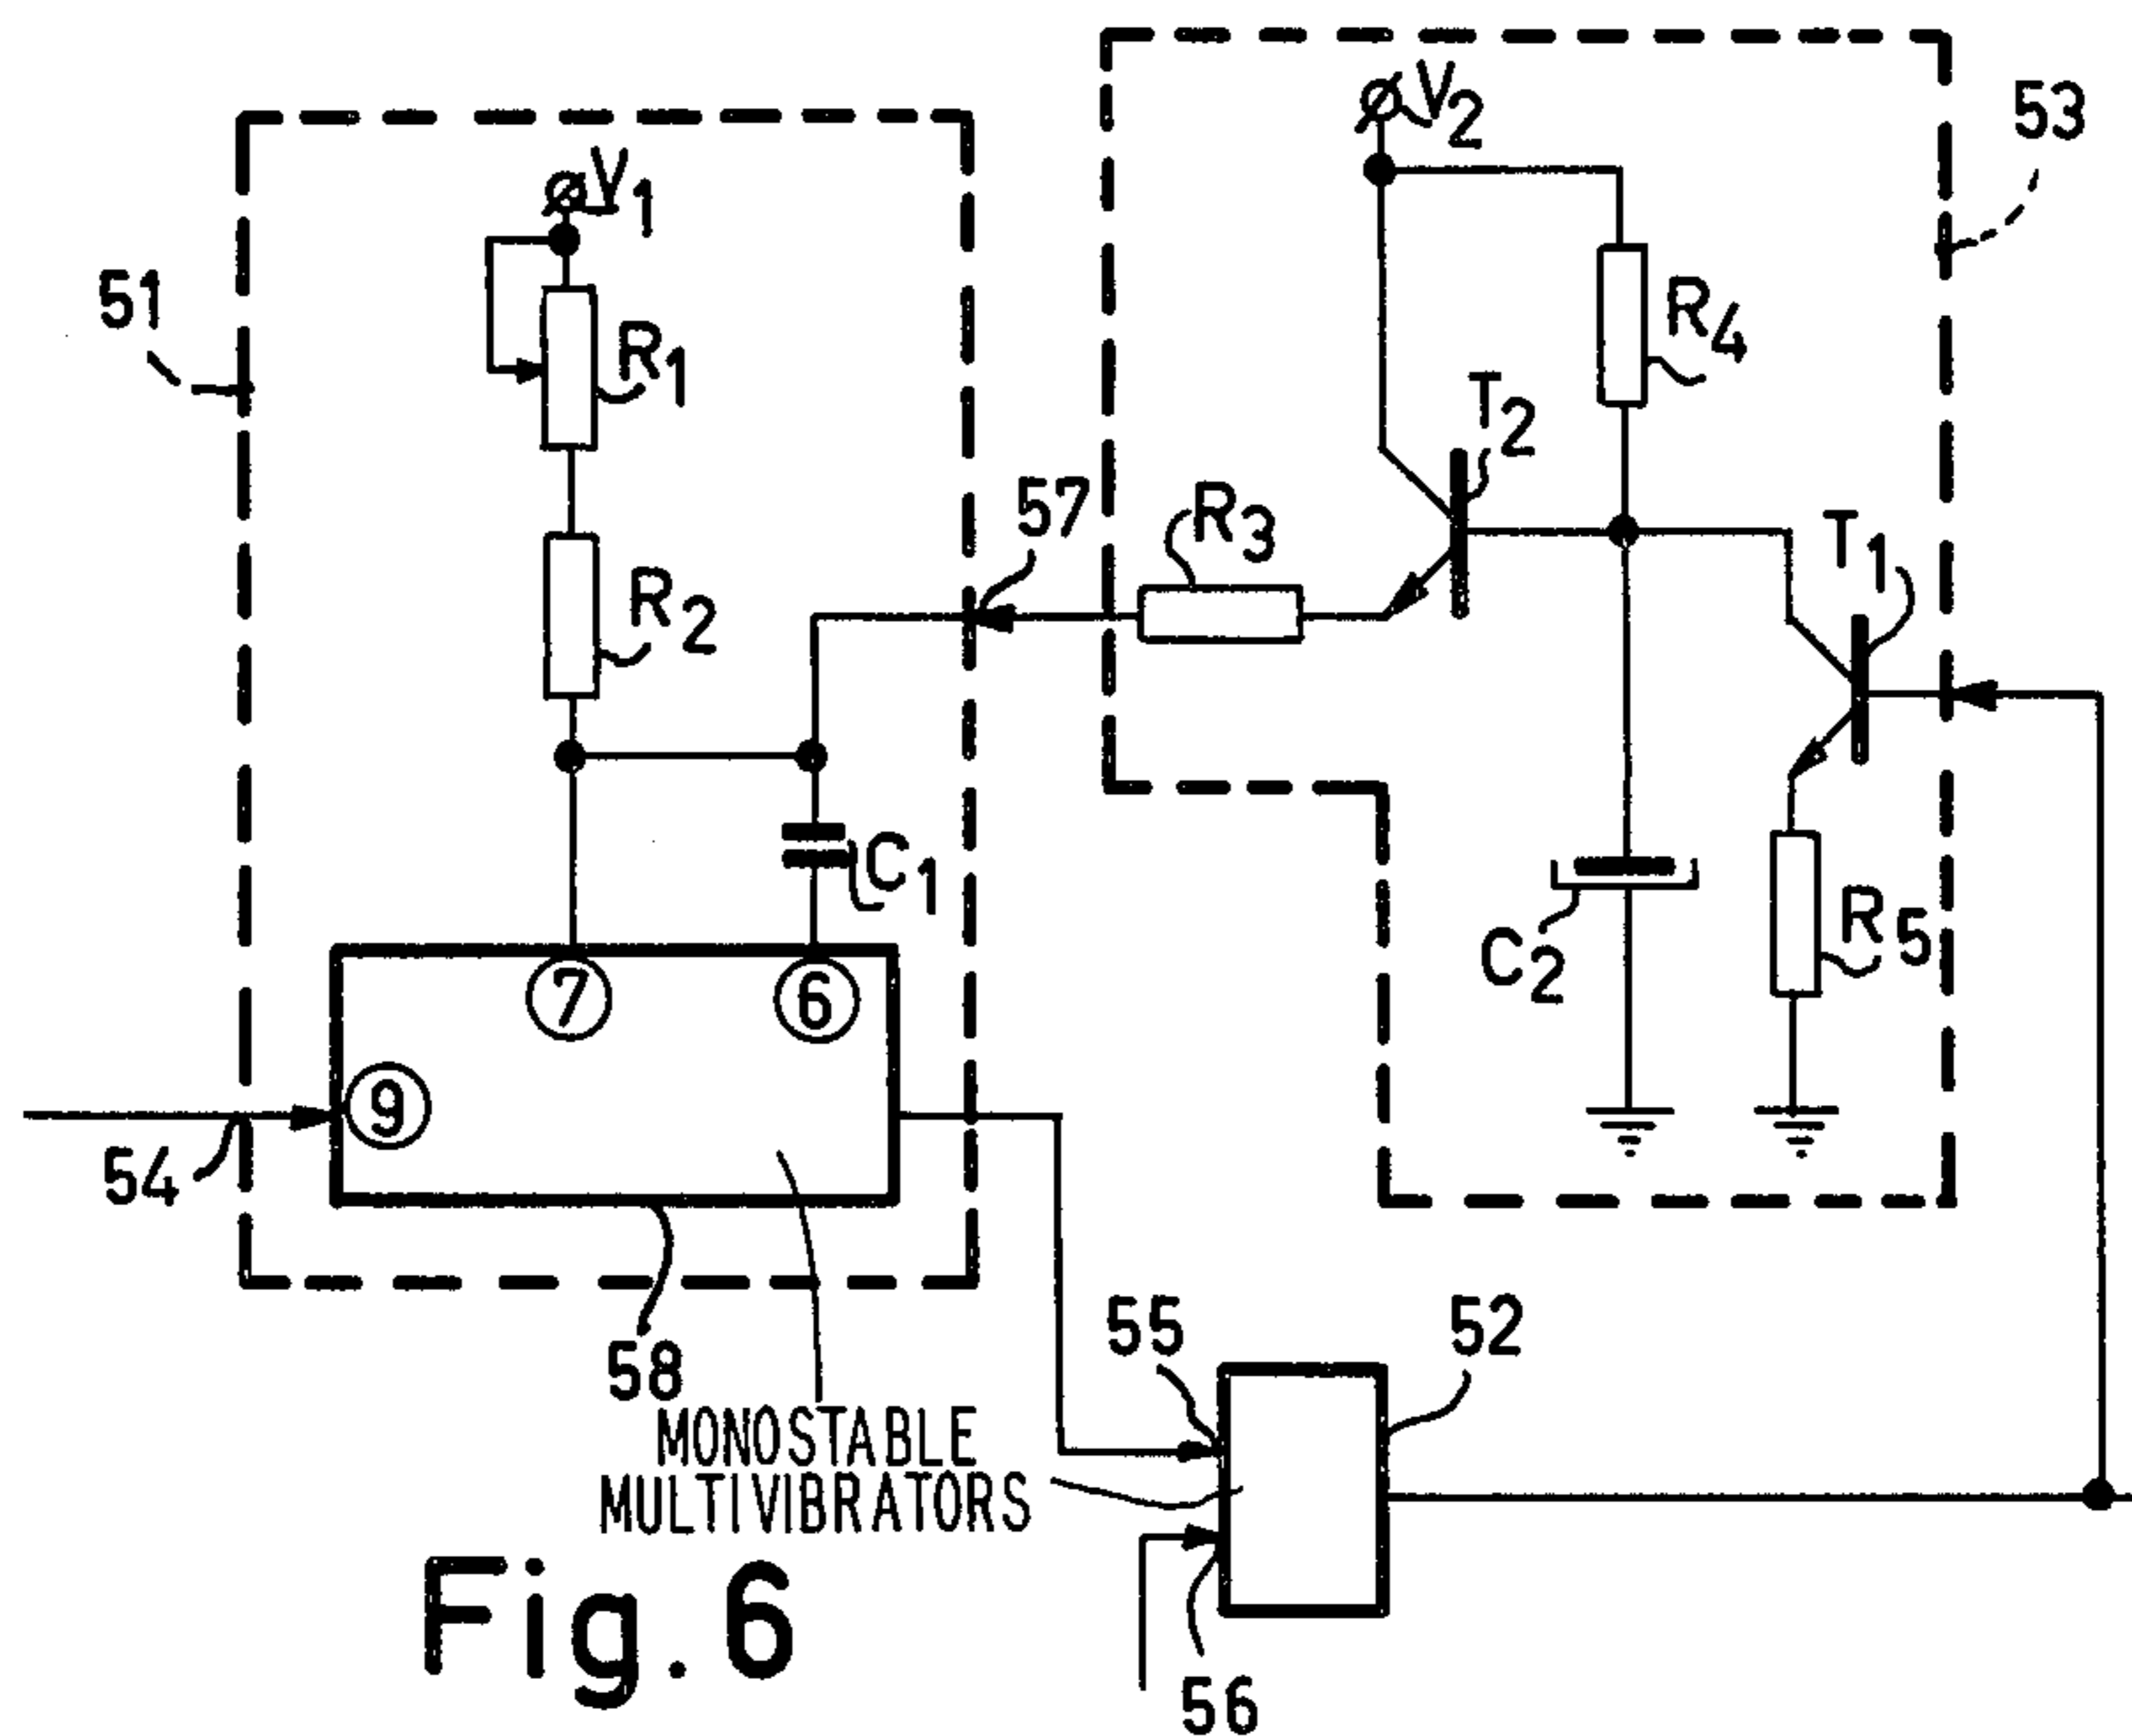 V2
53
V1
51
R1
R4
T2
57
R3
T1
R2
C1
R5
C2
7
6
9
54
58
55
52
MONOSTABLE
MULTIVIBRATORS
Fig. 6
56